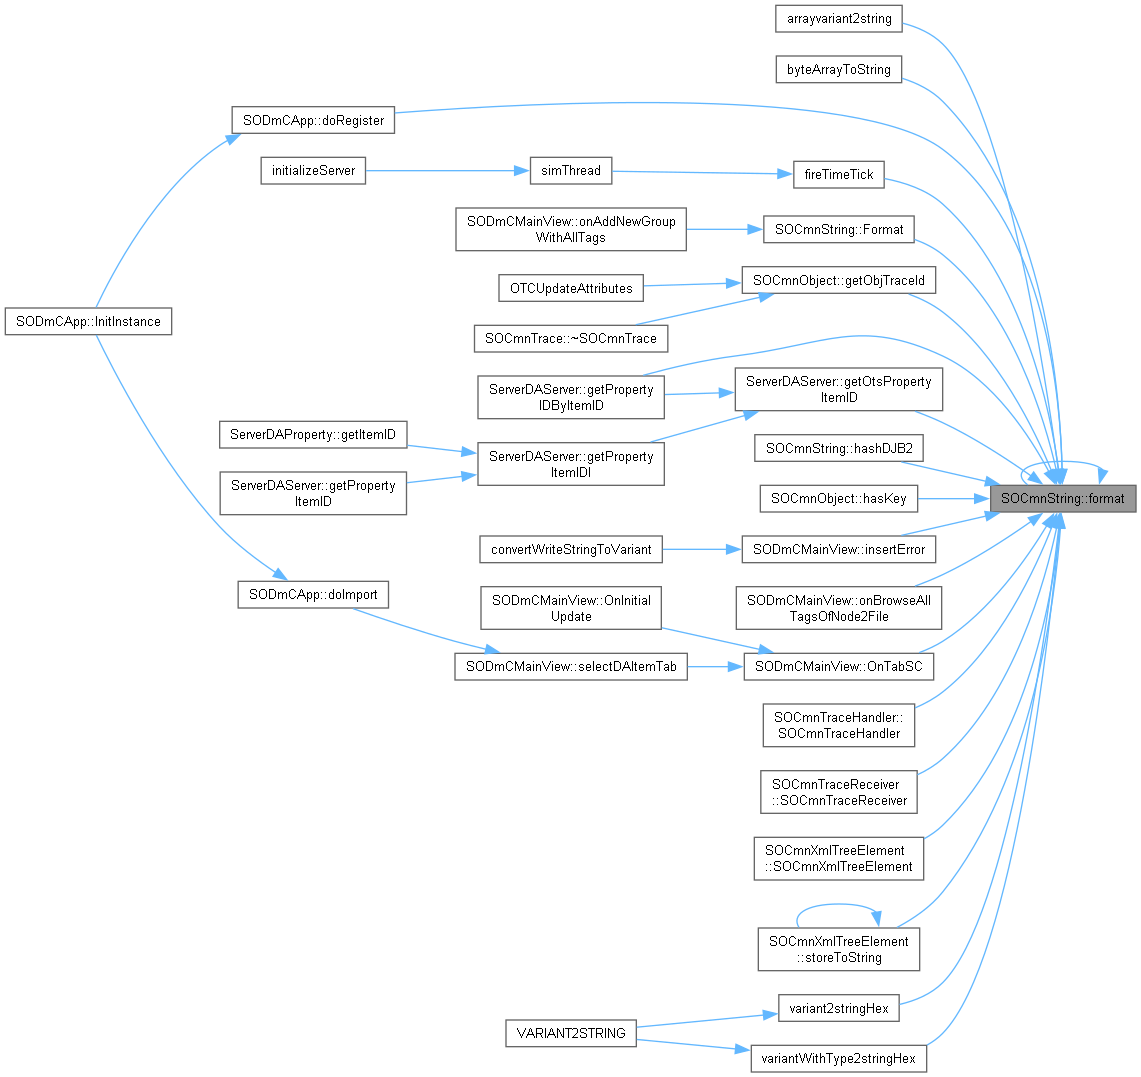 arrayvariant2string
byteArrayToString
SODmCApp::doRegister
initializeServer
simThread
fireTimeTick
SODmCMainView::onAddNewGroup
WithAllTags
SOCmnString::Format
SOCmnObject::getObjTraceId
OTCUpdateAttributes
SODmCApp::InitInstance
SOCmnTrace::~SOCmnTrace
ServerDAServer::getProperty
IDByItemID
ServerDAServer::getOtsProperty
ItemID
ServerDAProperty::getItemID
SOCmnString::hashDJB2
ServerDAServer::getProperty
ItemIDI
ServerDAServer::getProperty
ItemID
SOCmnObject::hasKey
SOCmnString::format
convertWriteStringToVariant
SODmCMainView::insertError
SODmCApp::doImport
SODmCMainView::OnInitial
Update
SODmCMainView::onBrowseAll
TagsOfNode2File
SODmCMainView::selectDAItemTab
SODmCMainView::OnTabSC
SOCmnTraceHandler::
SOCmnTraceHandler
SOCmnTraceReceiver
::SOCmnTraceReceiver
SOCmnXmlTreeElement
::SOCmnXmlTreeElement
SOCmnXmlTreeElement
::storeToString
variant2stringHex
VARIANT2STRING
variantWithType2stringHex